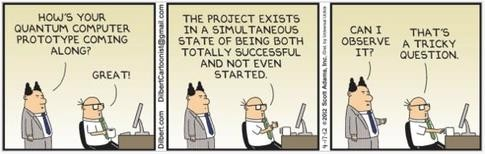 HOW'S YOUR
QUANTUM COMPUTER
PROTOTYPE COMING
ALONG?
GREAT!
Dilbert.com DilbertCartoonist@gmail.com
THE PROJECT EXISTS
IN A SIMULTANEOUS
STATE OF BEING BOTH
TOTALLY SUCCESSFUL
AND NOT EVEN
STARTED.
4-17-12 ©2012 Scott Adams, Inc. /Dist. by Universal Uclick
CAN I
OBSERVE
IT?
THAT'S
A TRICKY
QUESTION.